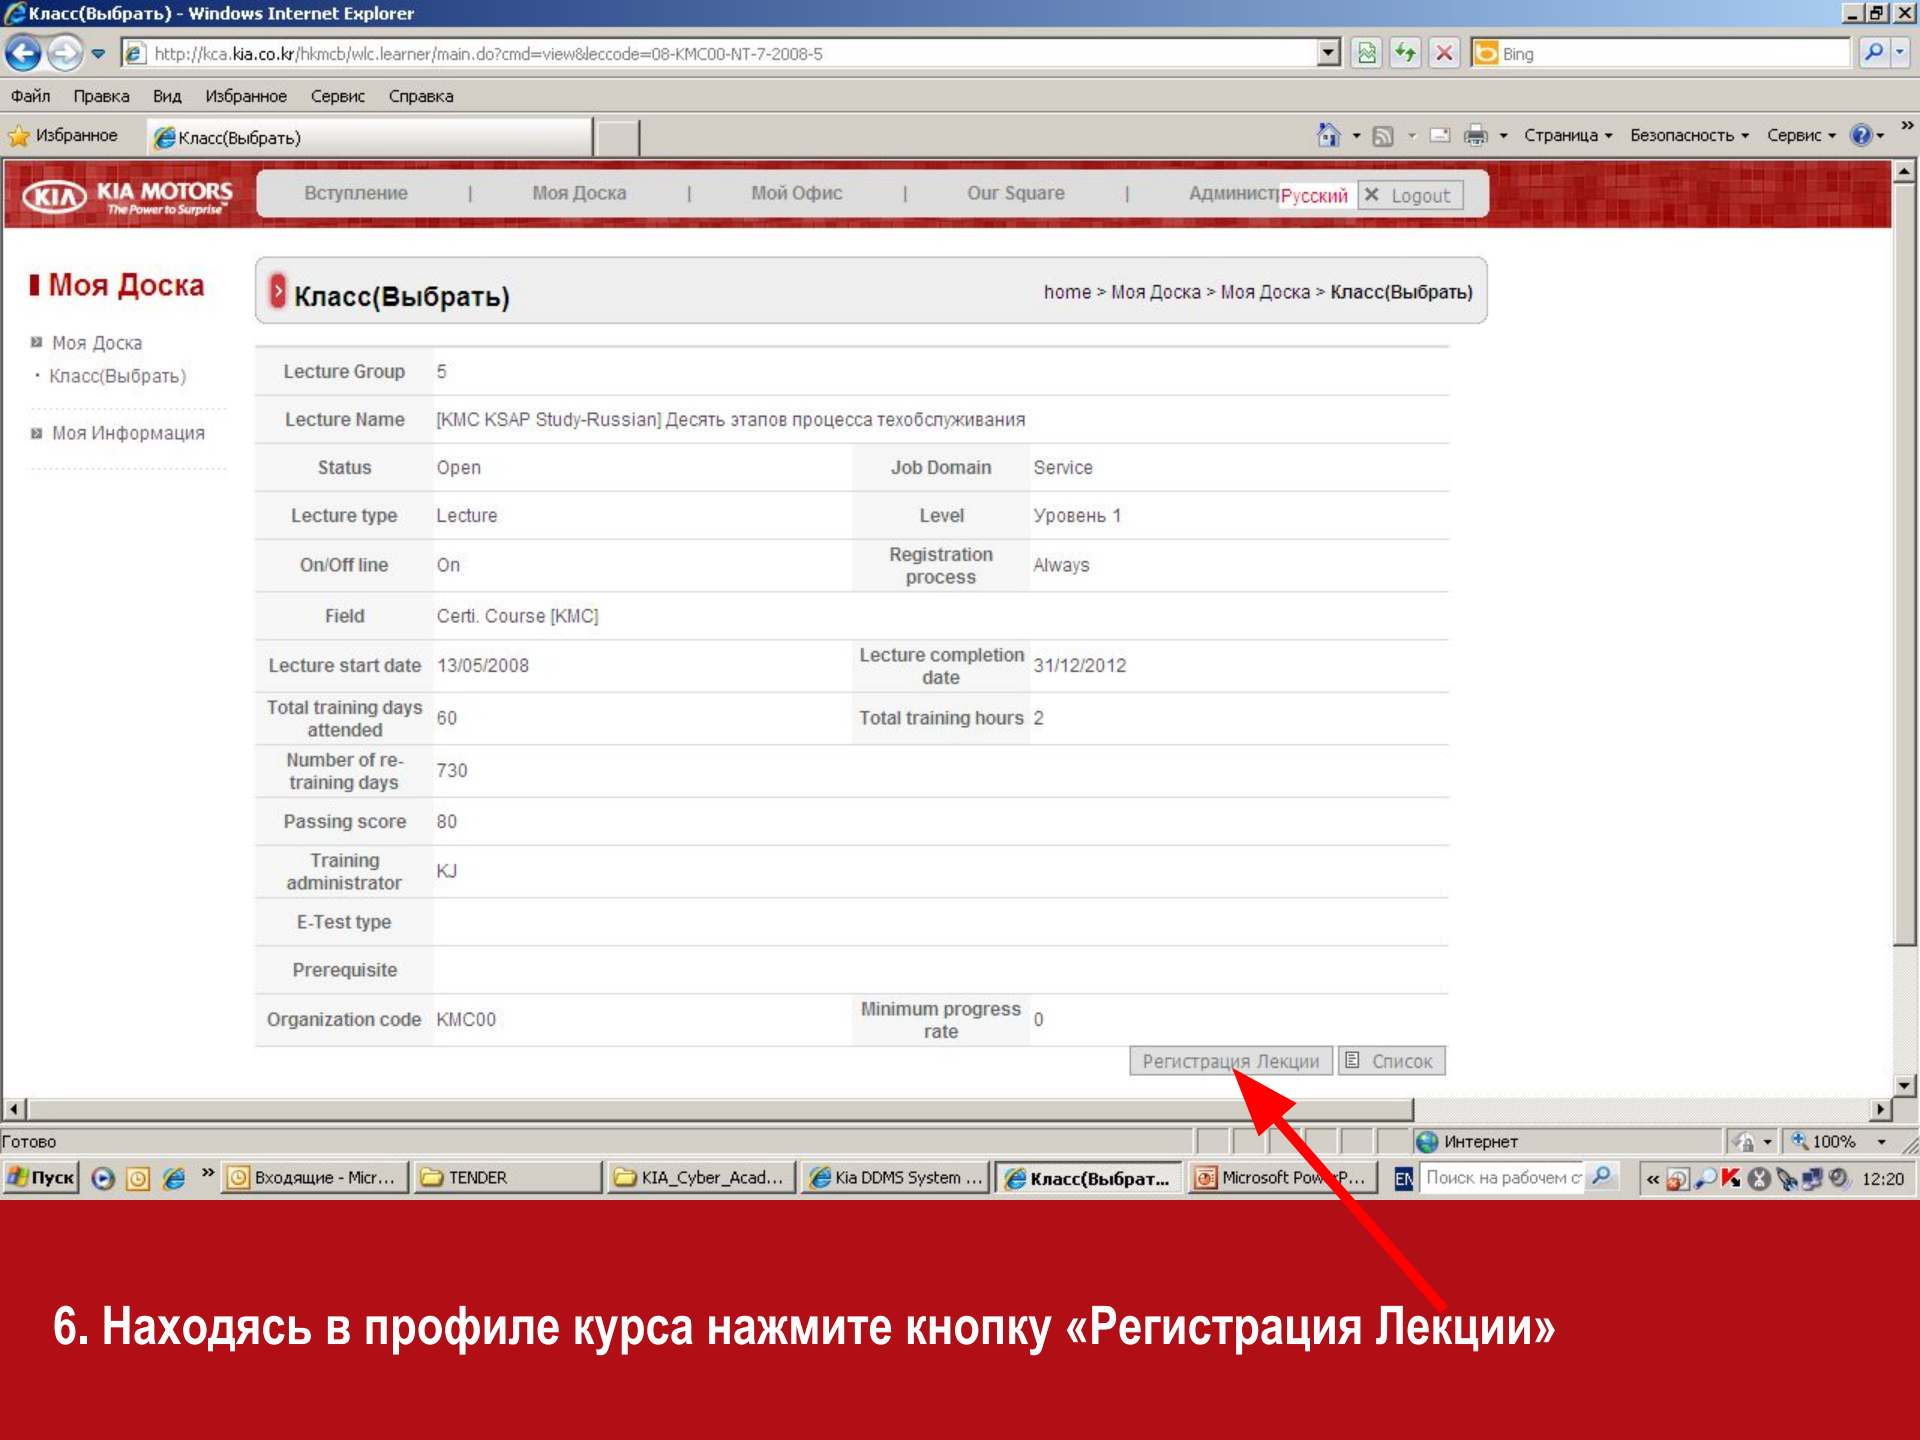 Класс(Выбрать) - Windows Internet Explorer
http://kca.kia.co.kr/hkmcb/wlc.learner/main.do?cmd=view&leccode=08-KMC00-NT-7-2008-5
Bing
Файл Правка Вид Избранное Сервис Справка
Избранное Класс(Выбрать) Страница Безопасность Сервис
KIA KIA MOTORS
The Power to Surprise™
Вступление | Моя Доска | Мой Офис | Our Square | Админист Русский Logout
Моя Доска
Класс(Выбрать) home > Моя Доска > Моя Доска > Класс(Выбрать)
Моя Доска
Класс(Выбрать)
Моя Информация
Lecture Group 5
Lecture Name [KMC KSAP Study-Russian] Десять этапов процесса техобслуживания
Status Open Job Domain Service
Lecture type Lecture Level Уровень 1
On/Off line On Registration process Always
Field Certi. Course [KMC]
Lecture start date 13/05/2008 Lecture completion date 31/12/2012
Total training days attended 60 Total training hours 2
Number of re-training days 730
Passing score 80
Training administrator KJ
E-Test type
Prerequisite
Organization code KMC00 Minimum progress rate 0
Регистрация Лекции Список
Готово Интернет 100%
Пуск Входящие - Micr... TENDER KIA_Cyber_Acad... Kia DDMS System ... Класс(Выбрат... Microsoft PowerP... EN Поиск на рабочем ст 12:20
6. Находясь в профиле курса нажмите кнопку «Регистрация Лекции»